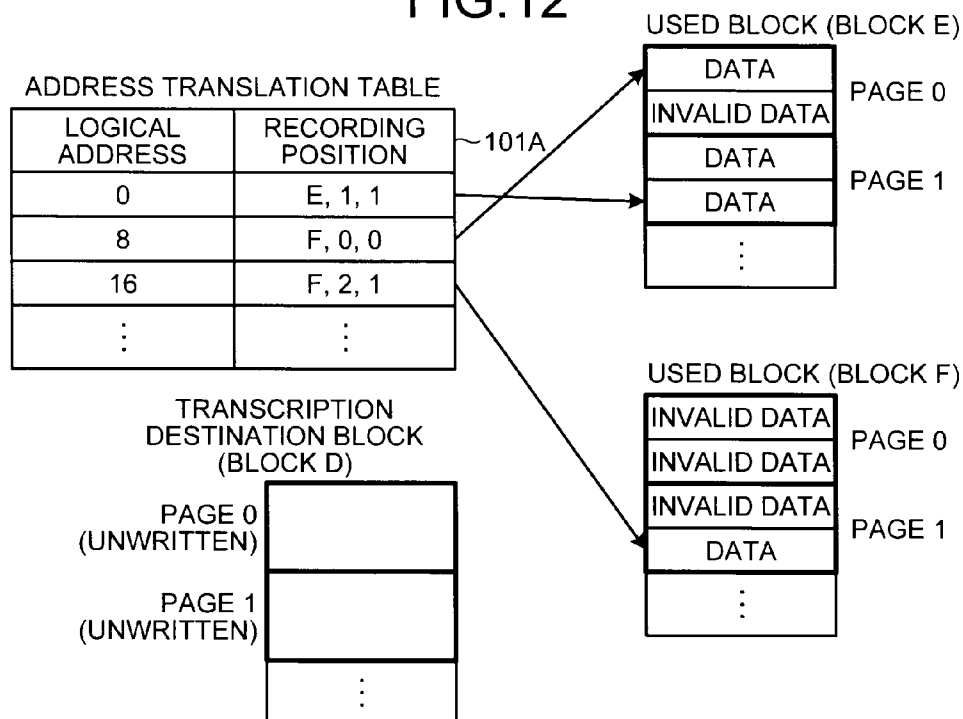 FIG.12
ADDRESS TRANSLATION TABLE
LOGICAL
ADDRESS
RECORDING
POSITION
~101A
0
E, 1, 1
8
F, 0, 0
16
F, 2, 1
⋮
⋮
USED BLOCK (BLOCK E)
DATA
INVALID DATA
PAGE 0
DATA
DATA
PAGE 1
⋮
USED BLOCK (BLOCK F)
INVALID DATA
INVALID DATA
PAGE 0
INVALID DATA
DATA
PAGE 1
⋮
TRANSCRIPTION
DESTINATION BLOCK
(BLOCK D)
PAGE 0
(UNWRITTEN)
PAGE 1
(UNWRITTEN)
⋮